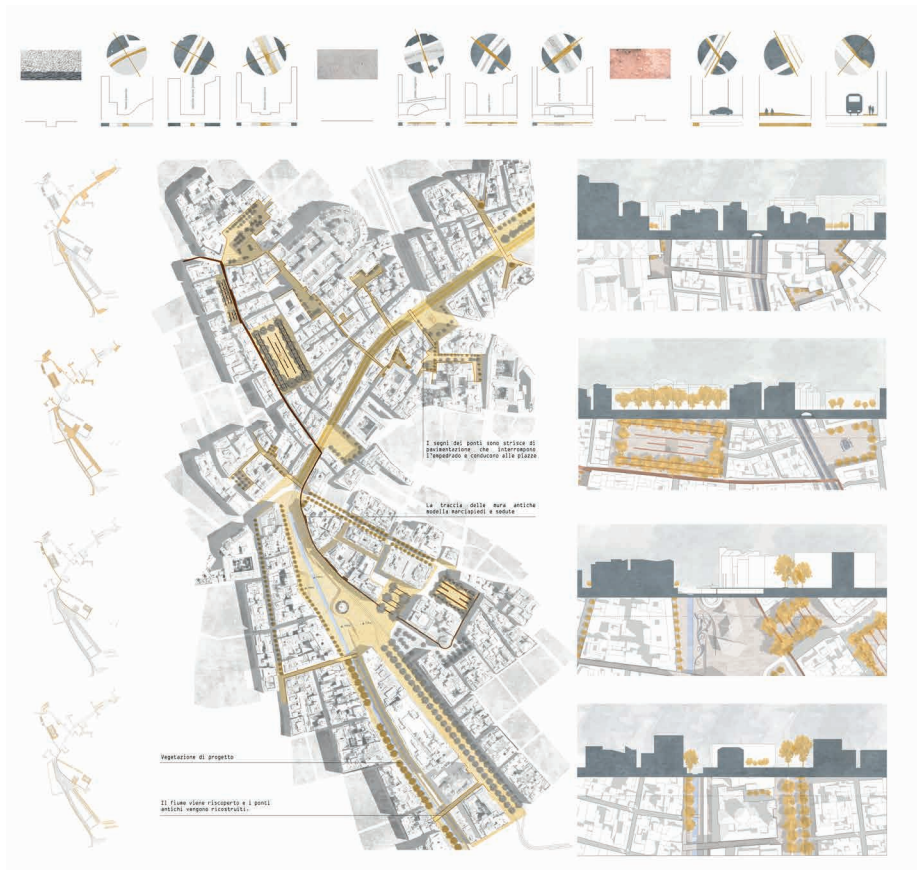 I segni dei ponti sono strisce di
pavimentazione che interrompono
l'empedrado e conducono alle piazze
La traccia delle mura antiche
modella marciapiedi e sedute
Vegetazione di progetto
Il fiume viene riscoperto e i ponti
antichi vengono ricostruiti.